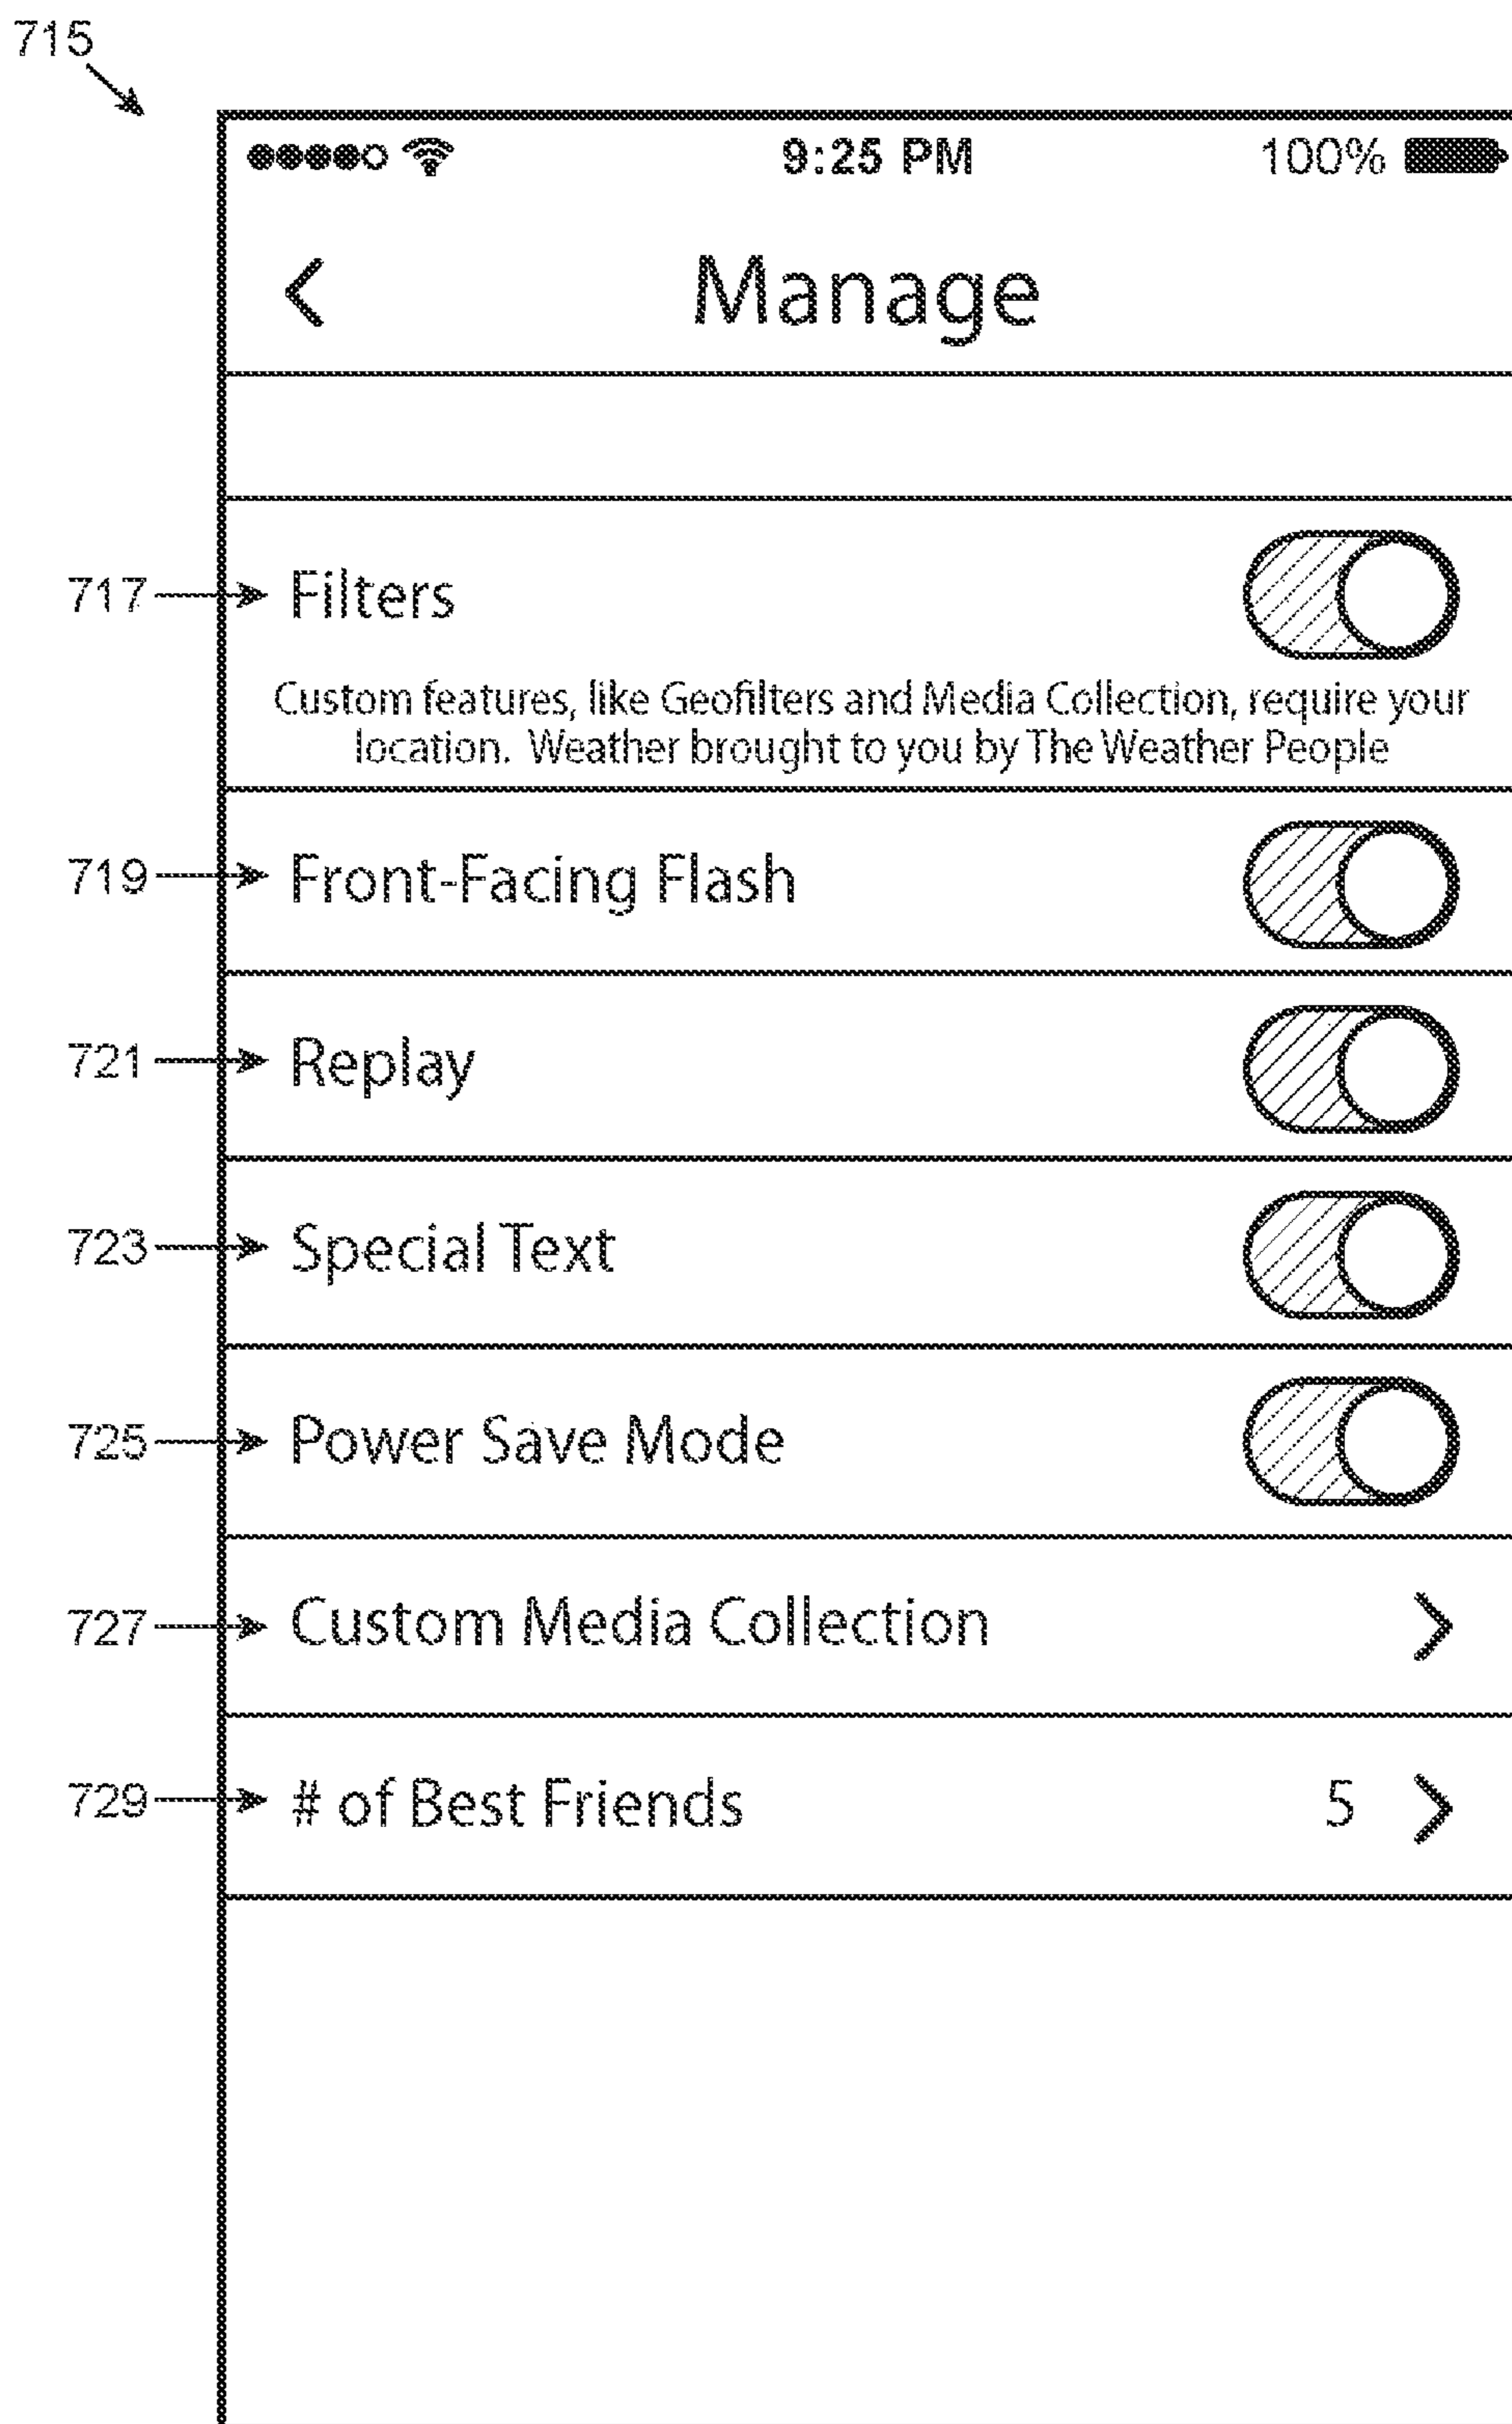 715
9:25 PM 100%
Manage
717 Filters
Custom features, like Geofilters and Media Collection, require your
location. Weather brought to you by The Weather People
719 Front-Facing Flash
721 Replay
723 Special Text
725 Power Save Mode
727 Custom Media Collection
729 # of Best Friends 5